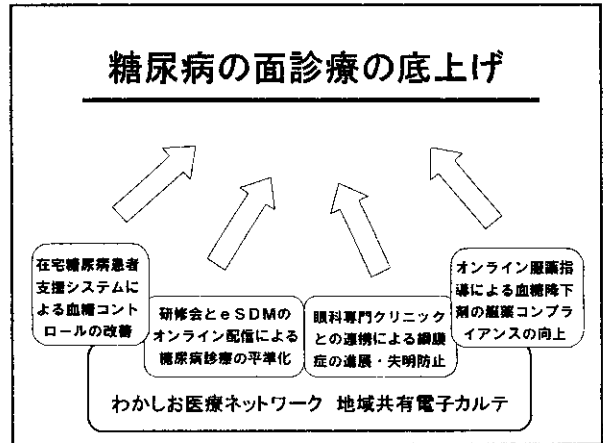 糖尿病の面診療の底上げ
在宅糖尿病患者
支援システムに
よる血糖コント
ロールの改善
研修会とeSDMの
オンライン配信による
糖尿病診療の平準化
眼科専門クリニック
との連携による網膜
症の進展・失明防止
オンライン服薬指
導による血糖降下
剤の服薬コンプラ
イアンスの向上
わかしお医療ネットワーク 地域共有電子カルテ